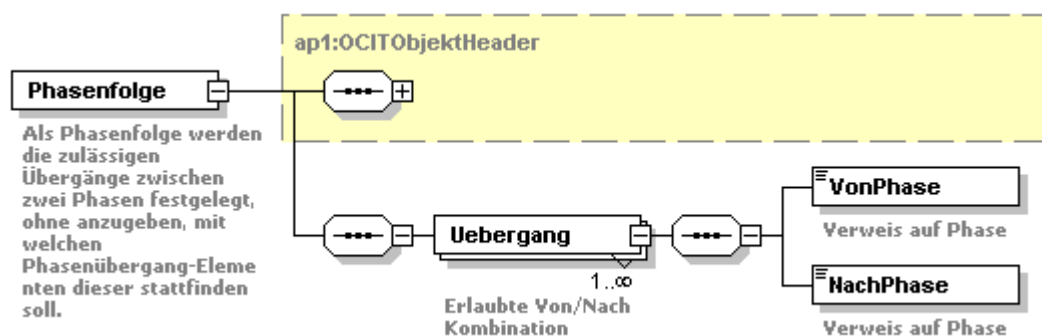 ap1:OCITObjektHeader
Phasenfolge
Als Phasenfolge werden
die zulässigen
Übergänge zwischen
zwei Phasen festgelegt,
ohne anzugeben, mit
welchen
Phasenübergang-Eleme
nten dieser stattfinden
soll.
Uebergang
1..∞
Erlaubte Von/Nach
Kombination
VonPhase
Verweis auf Phase
NachPhase
Verweis auf Phase